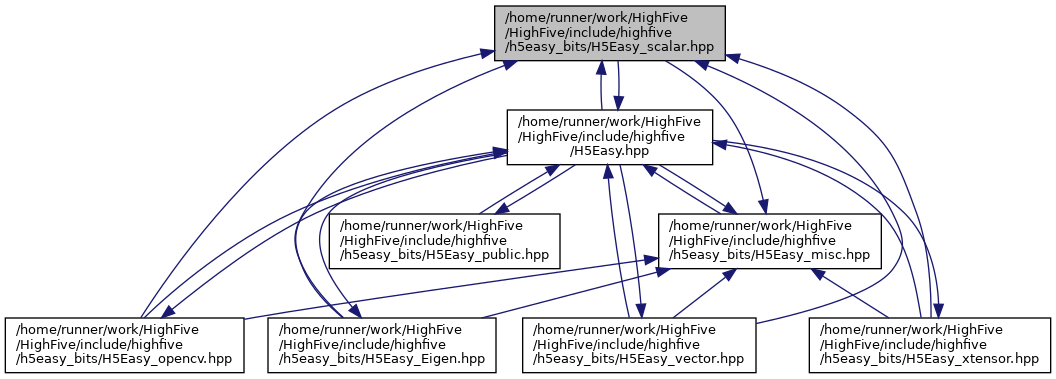 /home/runner/work/HighFive
/HighFive/include/highfive
/h5easy_bits/H5Easy_scalar.hpp
/home/runner/work/HighFive
/HighFive/include/highfive
/H5Easy.hpp
/home/runner/work/HighFive
/HighFive/include/highfive
/h5easy_bits/H5Easy_public.hpp
/home/runner/work/HighFive
/HighFive/include/highfive
/h5easy_bits/H5Easy_misc.hpp
/home/runner/work/HighFive
/HighFive/include/highfive
/h5easy_bits/H5Easy_opencv.hpp
/home/runner/work/HighFive
/HighFive/include/highfive
/h5easy_bits/H5Easy_Eigen.hpp
/home/runner/work/HighFive
/HighFive/include/highfive
/h5easy_bits/H5Easy_vector.hpp
/home/runner/work/HighFive
/HighFive/include/highfive
/h5easy_bits/H5Easy_xtensor.hpp